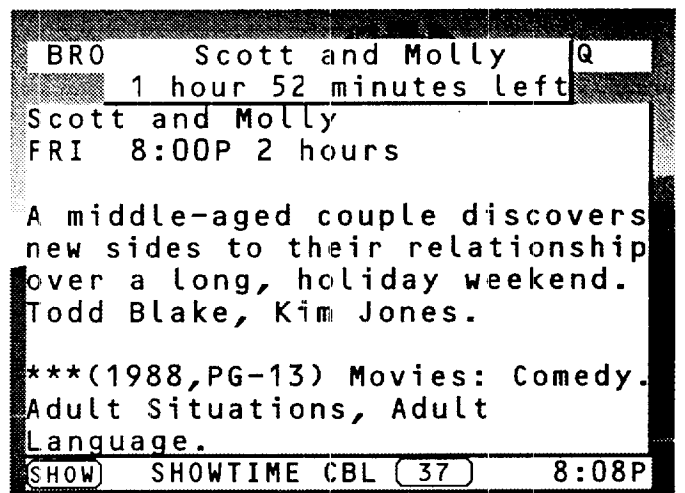 BRO Scott and Molly Q
1 hour 52 minutes left
Scott and Molly
FRI 8:00P 2 hours
A middle-aged couple discovers
new sides to their relationship
over a long, holiday weekend.
Todd Blake, Kim Jones.
***(1988,PG-13) Movies: Comedy.
Adult Situations, Adult
Language.
SHOW SHOWTIME CBL 37 8:08P